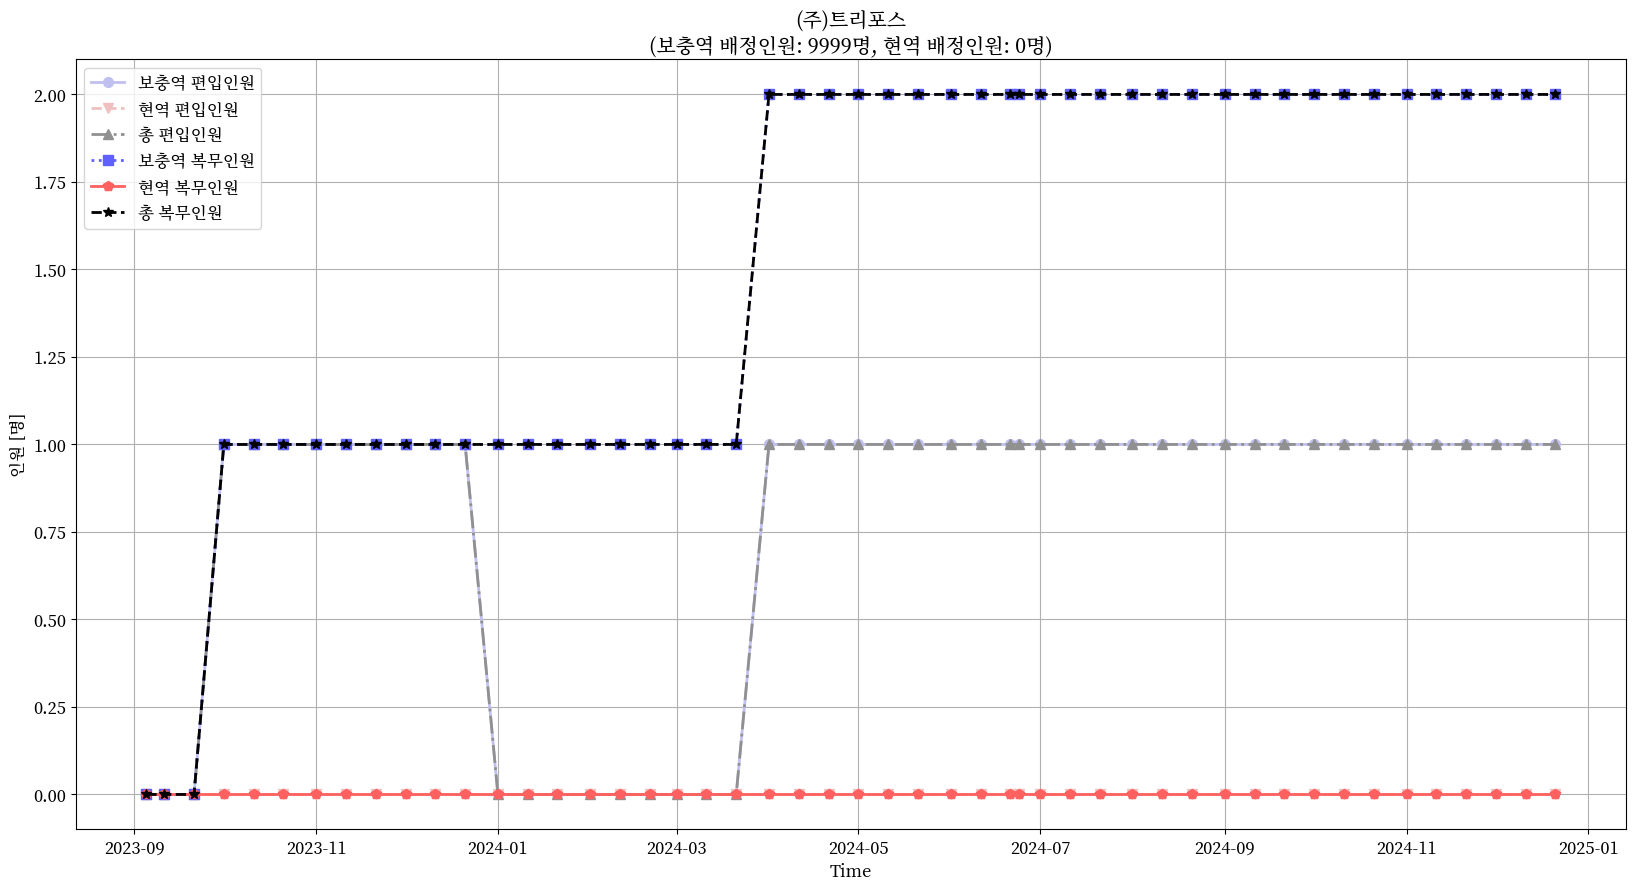 (주)트리포스
(보충역 배정인원: 9999명, 현역 배정인원: 0명)
보충역 편입인원
현역 편입인원
총 편입인원
보충역 복무인원
현역 복무인원
총 복무인원
인원 [명]
2.00
1.75
1.50
1.25
1.00
0.75
0.50
0.25
0.00
2023-09 2023-11 2024-01 2024-03 2024-05 2024-07 2024-09 2024-11 2025-01
Time